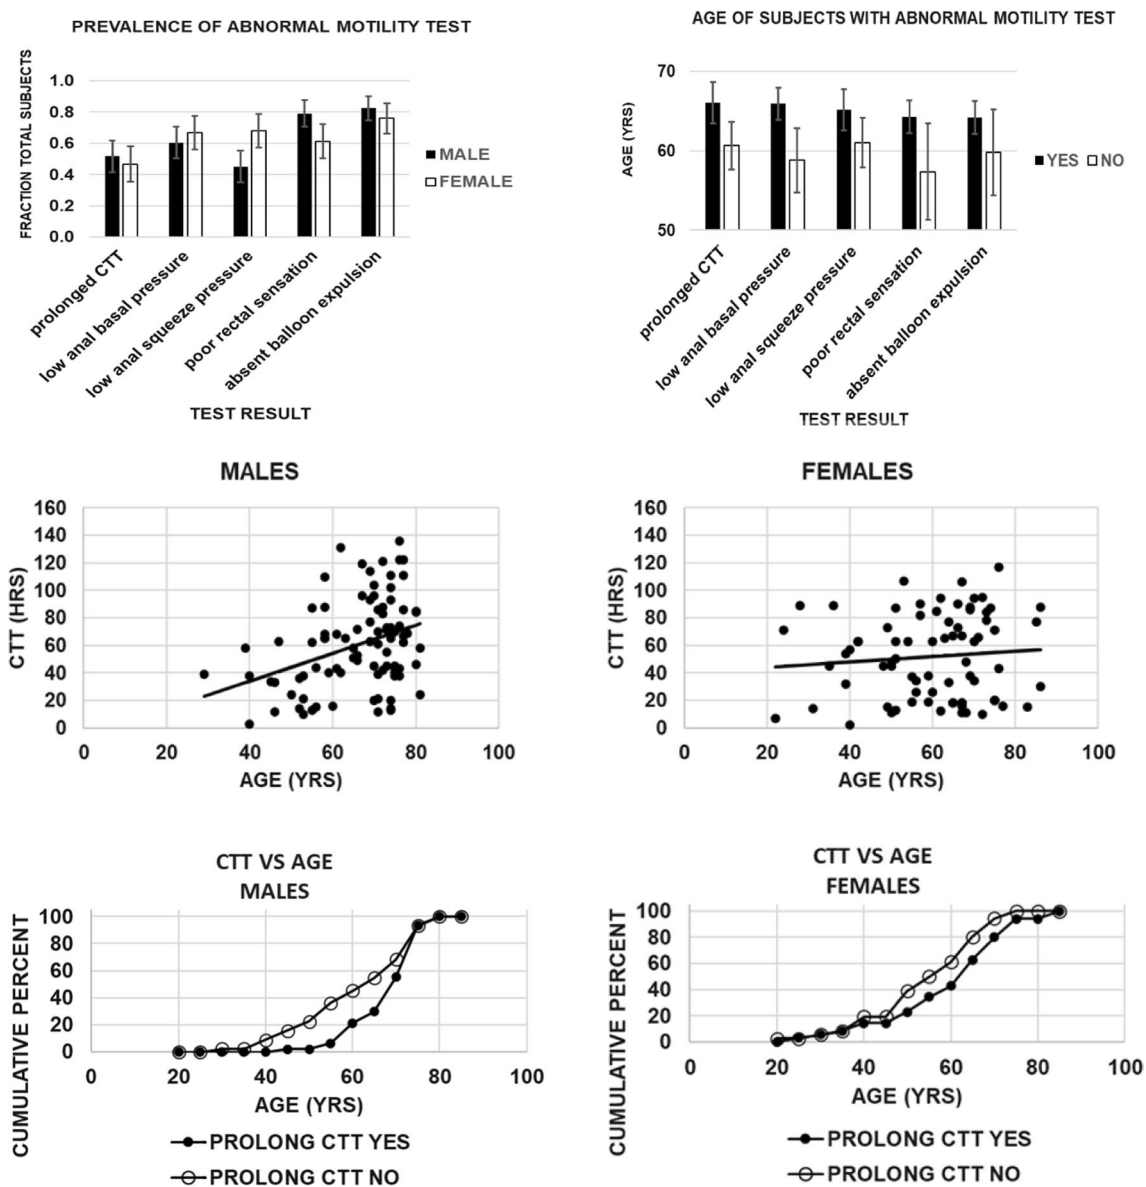 PREVALENCE OF ABNORMAL MOTILITY TEST
FRACTION TOTAL SUBJECTS
1.0
0.8
0.6
0.4
0.2
0.0
MALE
FEMALE
prolonged CTT
low anal basal pressure
low anal squeeze pressure
poor rectal sensation
absent balloon expulsion
TEST RESULT
AGE OF SUBJECTS WITH ABNORMAL MOTILITY TEST
AGE (YRS)
70
60
50
YES NO
prolonged CTT
low anal basal pressure
low anal squeeze pressure
poor rectal sensation
absent balloon expulsion
TEST RESULT
MALES
CTT (HRS)
160
140
120
100
80
60
40
20
0
0 20 40 60 80 100
AGE (YRS)
FEMALES
CTT (HRS)
160
140
120
100
80
60
40
20
0
0 20 40 60 80 100
AGE (YRS)
CTT VS AGE
MALES
CUMULATIVE PERCENT
100
80
60
40
20
0
0 20 40 60 80 100
AGE (YRS)
PROLONG CTT YES
PROLONG CTT NO
CTT VS AGE
FEMALES
CUMULATIVE PERCENT
100
80
60
40
20
0
0 20 40 60 80 100
AGE (YRS)
PROLONG CTT YES
PROLONG CTT NO